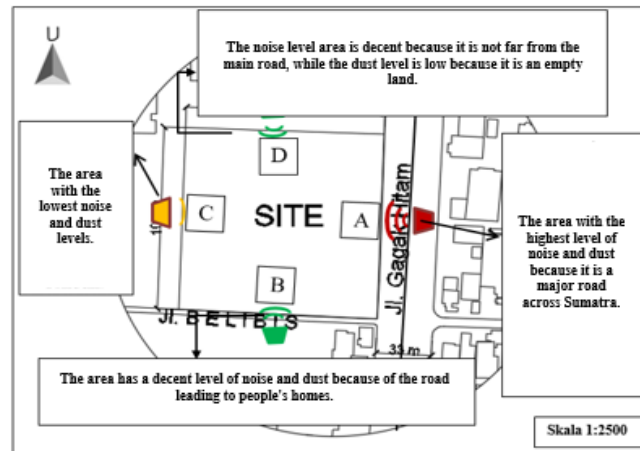 U
The noise level area is decent because it is not far from the
main road, while the dust level is low because it is an empty
land.
The area
with the
lowest noise
and dust
levels.
D
C
SITE
A
B
Jl. Gagak Hitam
Jl. BELIBIS
The area with the
highest level of
noise and dust
because it is a
major road
across Sumatra.
33 m
The area has a decent level of noise and dust because of the road
leading to people's homes.
Skala 1:2500